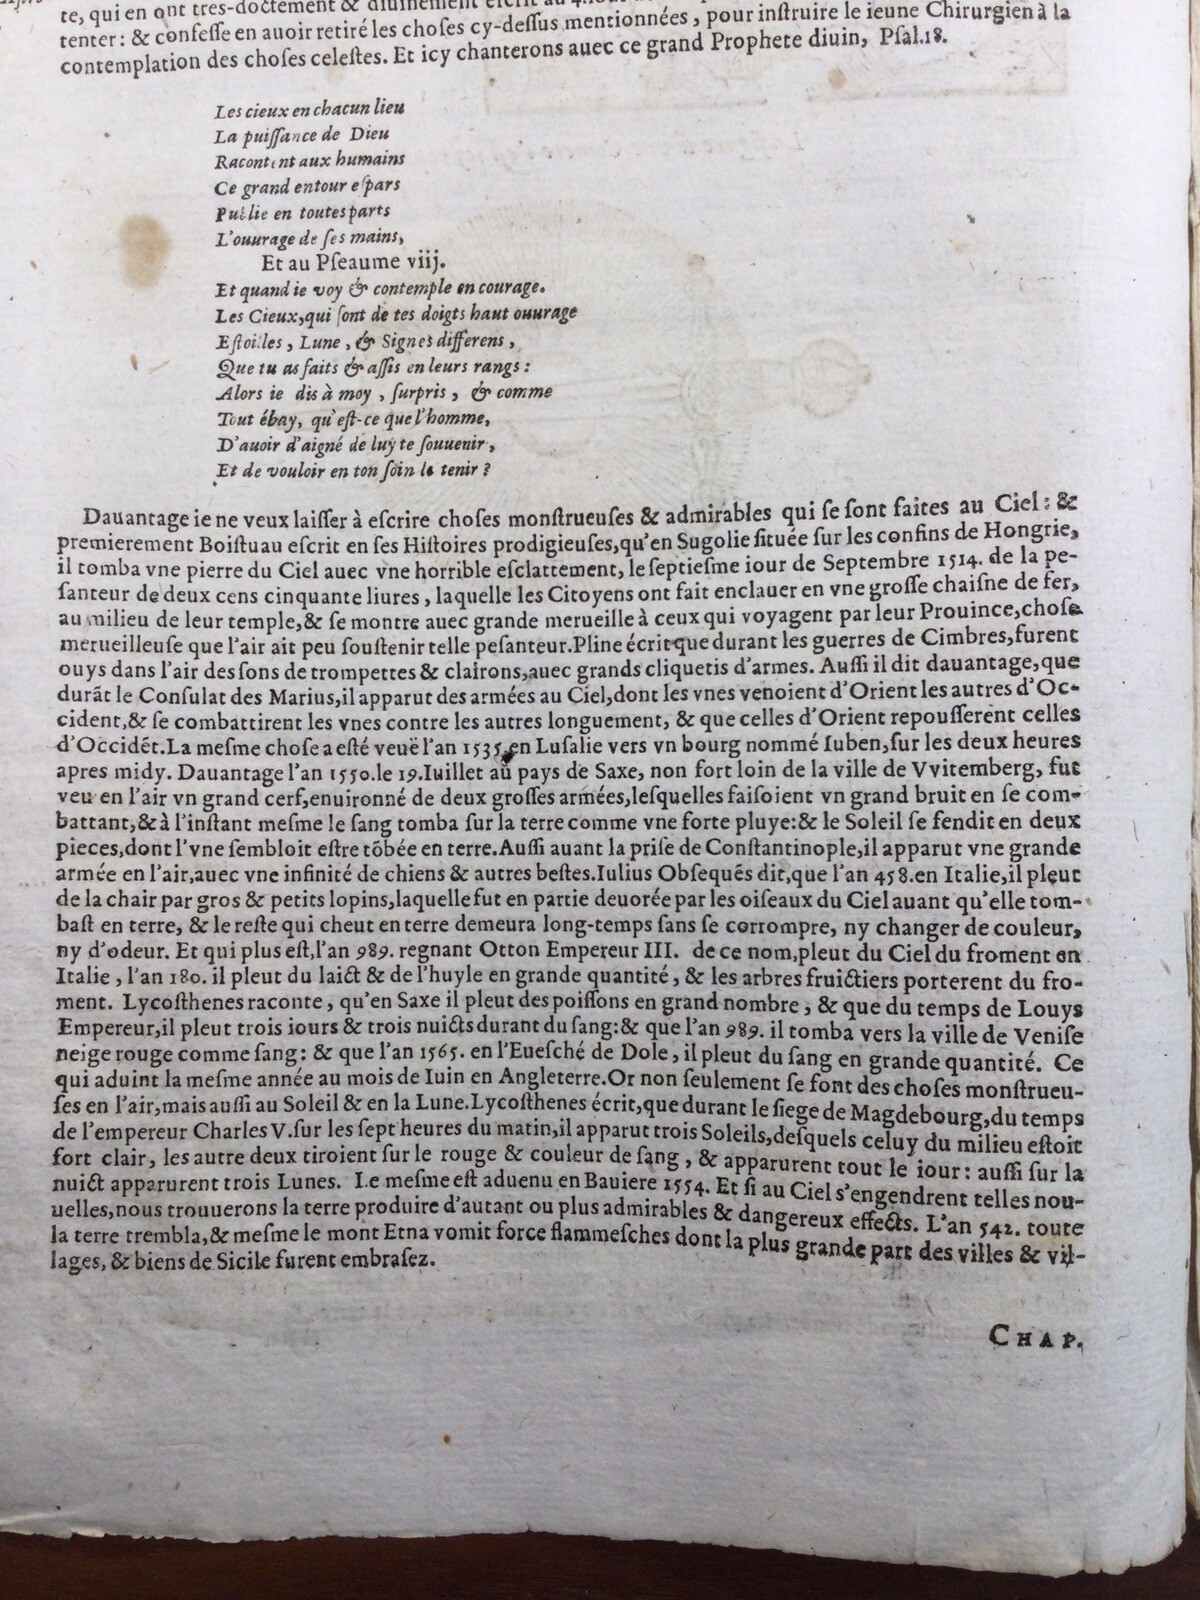 te, qui en ont tres-doctement & diuinement escrit au 4.
tenter : & confeſſe en auoir retiré les choſes cy-deſſus mentionnées, pour inſtruire le ieune Chirurgien à la
contemplation des choſes celeſtes. Et icy chanterons auec ce grand Prophete diuin, Pſal.18.
Les cieux en chacun lieu
La puiſſance de Dieu
Racontent aux humains
Ce grand entour eſpars
Publie en toutes parts
L'ouurage de ſes mains,
Et au Pſeaume viij.
Et quand ie voy & contemple en courage.
Les Cieux, qui ſont de tes doigts haut ouurage
Eſtoilles, Lune, & Signes differens,
Que tu as faits & aſſis en leurs rangs :
Alors ie dis à moy, ſurpris, & comme
Tout ébay, qu'eſt-ce que l'homme,
D'auoir d'aigné de luy te ſouuenir,
Et de vouloir en ton ſoin le tenir ?
Dauantage ie ne veux laiſſer à eſcrire choſes monſtrueuſes & admirables qui ſe ſont faites au Ciel : &
premierement Boiſtuau eſcrit en ſes Hiſtoires prodigieuſes, qu'en Sugolie ſituée ſur les confins de Hongrie,
il tomba vne pierre du Ciel auec vne horrible eſclattement, le ſeptieſme iour de Septembre 1514. de la pe-
ſanteur de deux cens cinquante liures, laquelle les Citoyens ont fait enclauer en vne groſſe chaiſne de fer,
au milieu de leur temple, & ſe montre auec grande merueille à ceux qui voyagent par leur Prouince, choſe
merueilleuſe que l'air ait peu ſouſtenir telle peſanteur. Pline écrit que durant les guerres de Cimbres, furent
ouys dans l'air des ſons de trompettes & clairons, auec grands cliquetis d'armes. Auſſi il dit dauantage, que
durāt le Conſulat des Marius, il apparut des armées au Ciel, dont les vnes venoient d'Orient les autres d'Oc-
cident, & ſe combattirent les vnes contre les autres longuement, & que celles d'Orient repouſſerent celles
d'Occidēt. La meſme choſe a eſté veuë l'an 1535. en Luſalie vers vn bourg nommé Iuben, ſur les deux heures
apres midy. Dauantage l'an 1550. le 19. Iuillet au pays de Saxe, non fort loin de la ville de Vvitemberg, fut
veu en l'air vn grand cerf, enuironné de deux groſſes armées, leſquelles faiſoient vn grand bruit en ſe com-
battant, & à l'inſtant meſme le ſang tomba ſur la terre comme vne forte pluye : & le Soleil ſe fendit en deux
pieces, dont l'vne ſembloit eſtre tōbée en terre. Auſſi auant la priſe de Conſtantinople, il apparut vne grande
armée en l'air, auec vne infinité de chiens & autres beſtes. Iulius Obſequēs dit, que l'an 458. en Italie, il pleut
de la chair par gros & petits lopins, laquelle fut en partie deuorée par les oiſeaux du Ciel auant qu'elle tom-
baſt en terre, & le reſte qui cheut en terre demeura long-temps ſans ſe corrompre, ny changer de couleur,
ny d'odeur. Et qui plus eſt, l'an 989. regnant Otton Empereur III. de ce nom, pleut du Ciel du froment en
Italie, l'an 180. il pleut du laict & de l'huyle en grande quantité, & les arbres fruictiers porterent du fro-
ment. Lycoſthenes raconte, qu'en Saxe il pleut des poiſſons en grand nombre, & que du temps de Louys
Empereur, il pleut trois iours & trois nuicts durant du ſang : & que l'an 989. il tomba vers la ville de Veniſe
neige rouge comme ſang : & que l'an 1565. en l'Eueſché de Dole, il pleut du ſang en grande quantité. Ce
qui aduint la meſme année au mois de Iuin en Angleterre. Or non ſeulement ſe font des choſes monſtrueu-
ſes en l'air, mais auſſi au Soleil & en la Lune. Lycoſthenes écrit, que durant le ſiege de Magdebourg, du temps
de l'empereur Charles V. ſur les ſept heures du matin, il apparut trois Soleils, deſquels celuy du milieu eſtoit
fort clair, les autre deux tiroient ſur le rouge & couleur de ſang, & apparurent tout le iour : auſſi ſur la
nuict apparurent trois Lunes. Le meſme eſt aduenu en Bauiere 1554. Et ſi au Ciel s'engendrent telles nou-
uelles, nous trouuerons la terre produire d'autant ou plus admirables & dangereux effects. L'an 542. toute
la terre trembla, & meſme le mont Etna vomit force flammeſches dont la plus grande part des villes & vil-
lages, & biens de Sicile furent embraſez.
CHAP.